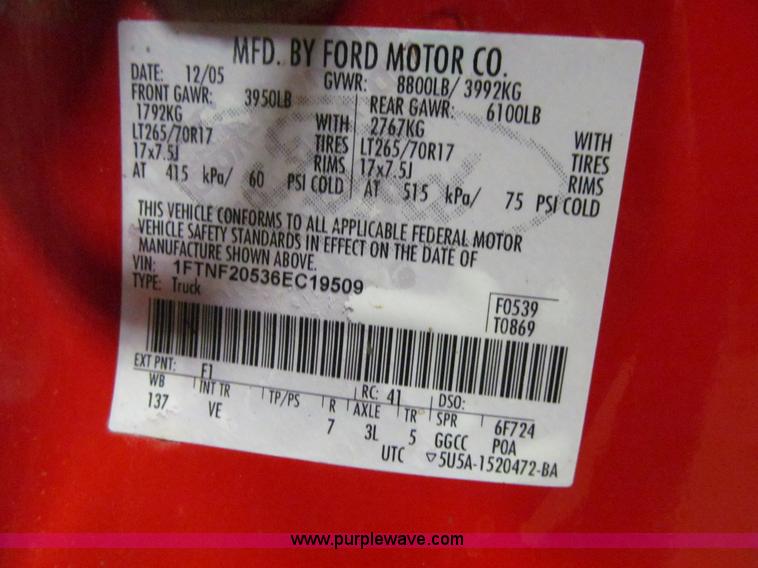 MFD. BY FORD MOTOR CO.
DATE: 12/05 GVWR: 8800LB/ 3992KG
FRONT GAWR: 3950LB REAR GAWR: 6100LB
1792KG WITH 2767KG WITH
LT265/70R17 TIRES LT265/70R17 TIRES
17x7.5J RIMS 17x7.5J RIMS
AT 415 kPa/ 60 PSI COLD AT 515 kPa/ 75 PSI COLD
THIS VEHICLE CONFORMS TO ALL APPLICABLE FEDERAL MOTOR
VEHICLE SAFETY STANDARDS IN EFFECT ON THE DATE OF
MANUFACTURE SHOWN ABOVE.
VIN: 1FTNF20536EC19509
TYPE: Truck
F0539
T0869
EXT PNT: F1 RC: 41 DSO:
WB INT TR TP/PS R AXLE TR SPR 6F724
137 VE 7 3L 5 GGCC POA
UTC ▽5U5A-1520472-BA
www.purplewave.com